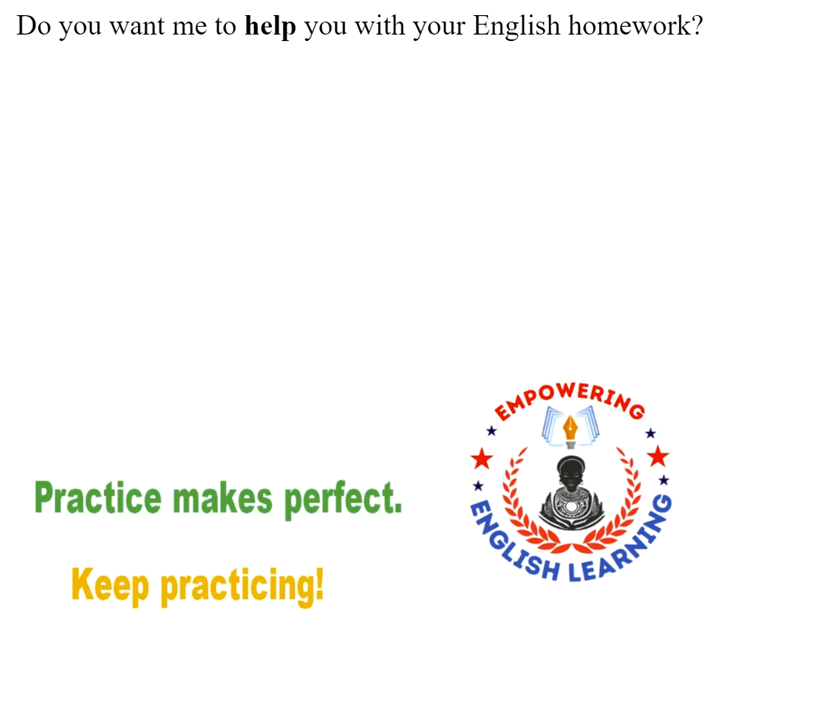 Do you want me to help you with your English homework?
EMPOWERING
ENGLISH LEARNING
Practice makes perfect.
Keep practicing!